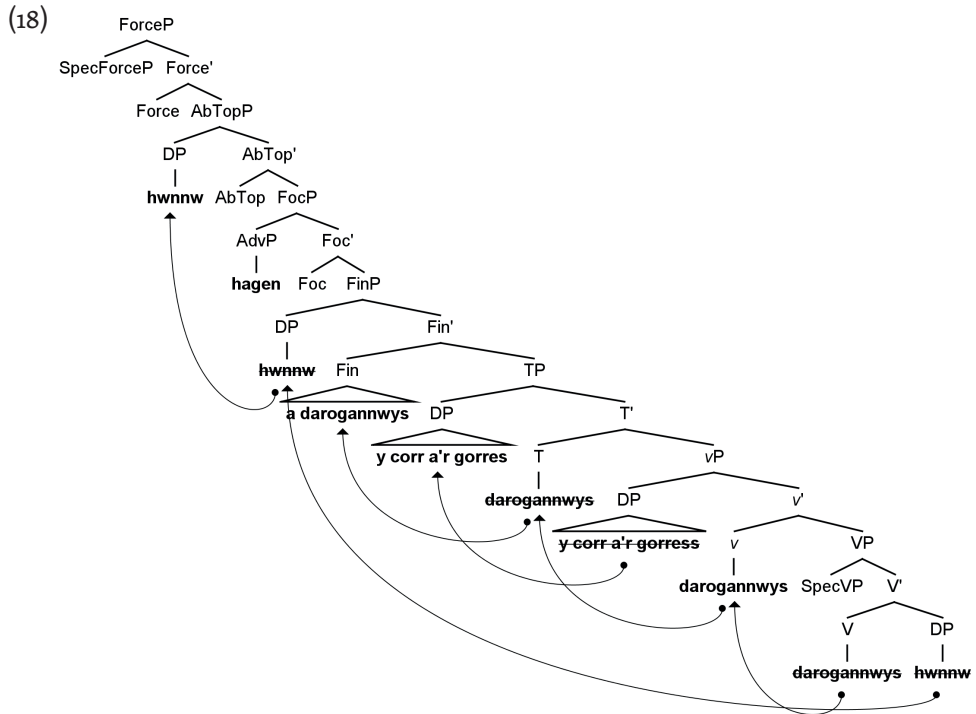 (18)
ForceP
SpecForceP Force'
Force AbTopP
DP AbTop'
hwnnw AbTop FocP
AdvP Foc'
hagen Foc FinP
DP Fin'
hwnnw Fin TP
a darogannwys DP T'
y corr a'r gorres T vP
darogannwys DP v'
y corr a'r gorress v VP
darogannwys SpecVP V'
V DP
darogannwys hwnnw